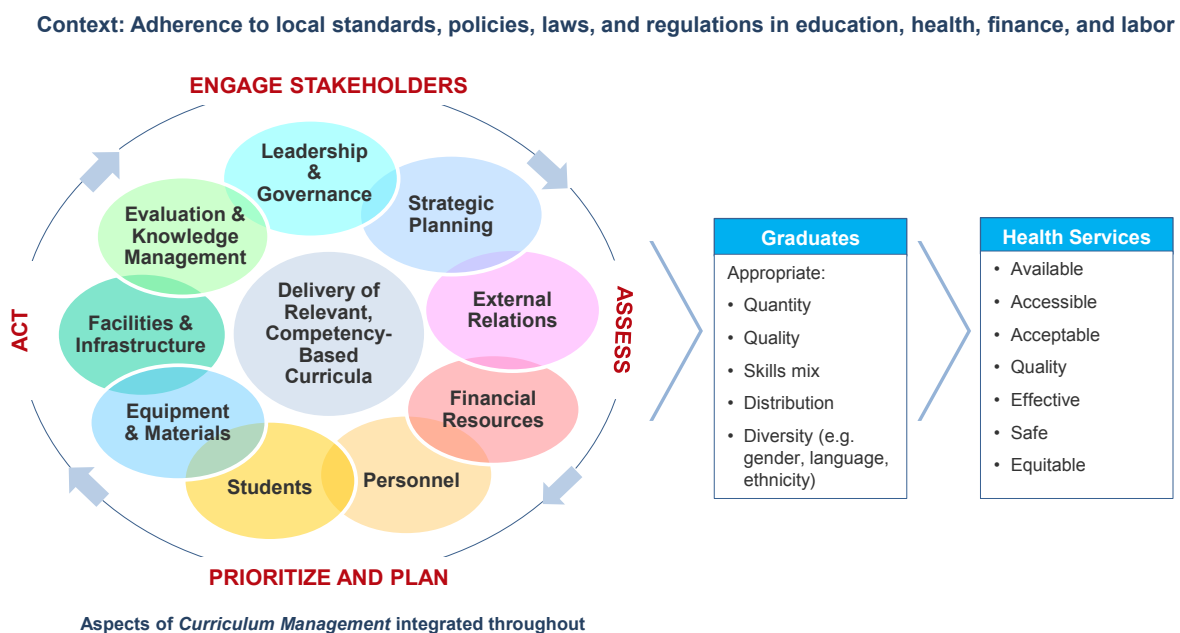 Context: Adherence to local standards, policies, laws, and regulations in education, health, finance, and labor
ENGAGE STAKEHOLDERS
Leadership
&
Governance
Strategic
Planning
Evaluation &
Knowledge
Management
External
Relations
Delivery of
Relevant,
Competency-
Based
Curricula
Facilities &
Infrastructure
Financial
Resources
Equipment
& Materials
Students
Personnel
ACT
ASSESS
PRIORITIZE AND PLAN
Aspects of Curriculum Management integrated throughout
Graduates
Appropriate:
• Quantity
• Quality
• Skills mix
• Distribution
• Diversity (e.g.
gender, language,
ethnicity)
Health Services
• Available
• Accessible
• Acceptable
• Quality
• Effective
• Safe
• Equitable